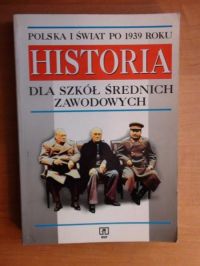 POLSKA I ŚWIAT PO 1939 ROKU
HISTORIA
DLA SZKÓŁ ŚREDNICH
ZAWODOWYCH